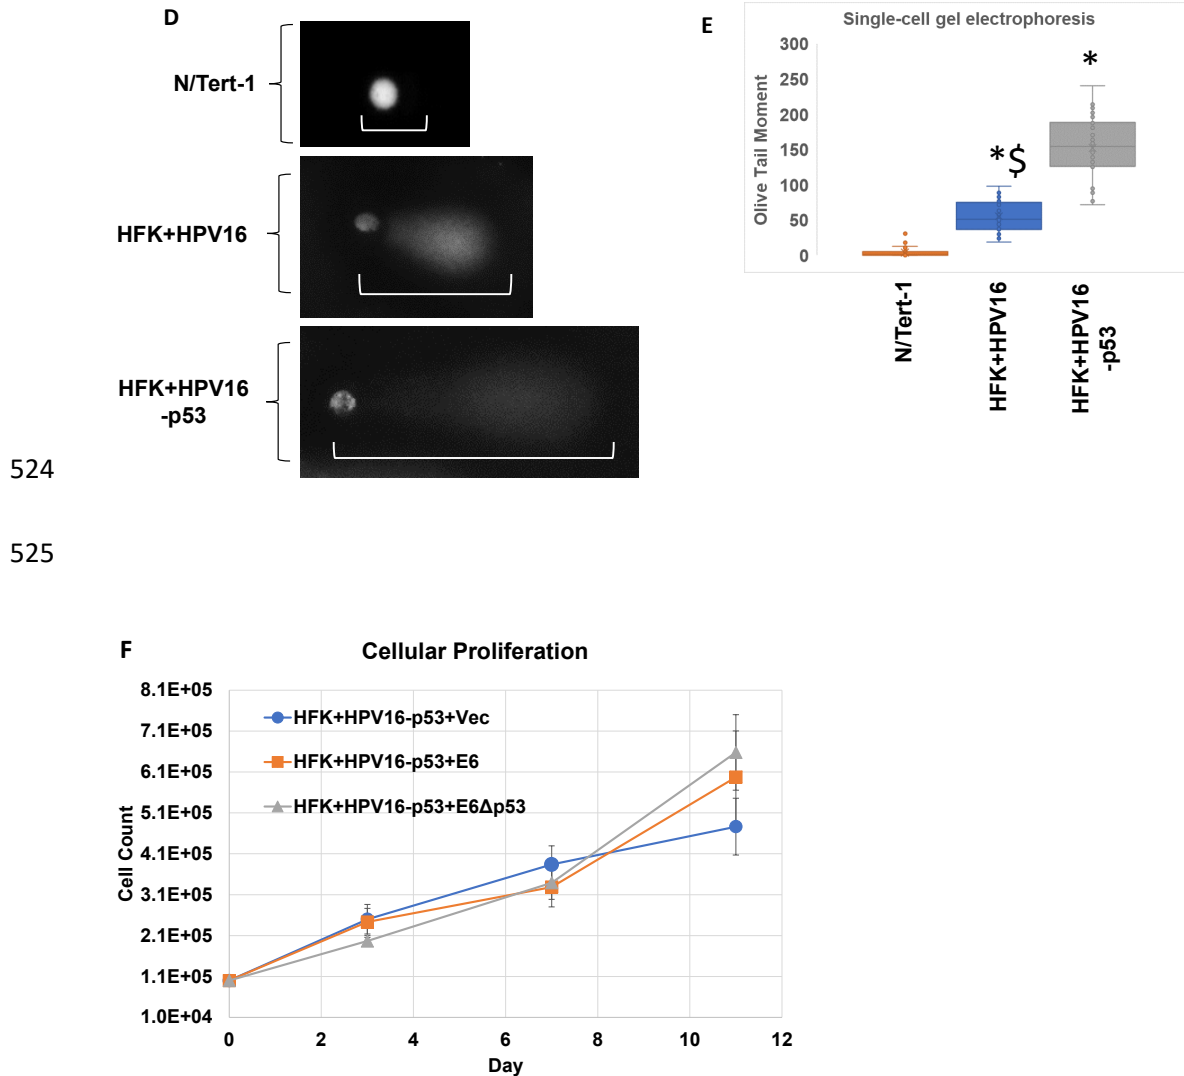 D
N/Tert-1
HFK+HPV16
HFK+HPV16
-p53
E
Single-cell gel electrophoresis
Olive Tail Moment
300
250
200
150
100
50
0
*$
*
N/Tert-1
HFK+HPV16
HFK+HPV16
-p53
524
525
F
Cellular Proliferation
Cell Count
8.1E+05
7.1E+05
6.1E+05
5.1E+05
4.1E+05
3.1E+05
2.1E+05
1.1E+05
1.0E+04
HFK+HPV16-p53+Vec
HFK+HPV16-p53+E6
HFK+HPV16-p53+E6Δp53
0 2 4 6 8 10 12
Day